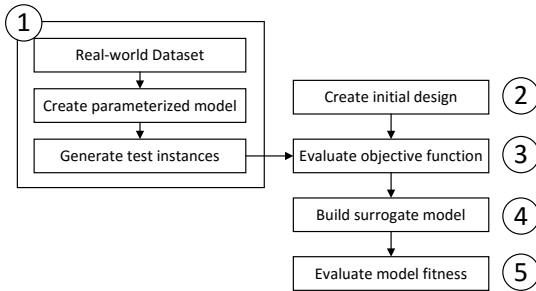 1
Real-world Dataset
Create parameterized model
Generate test instances
Create initial design
2
Evaluate objective function
3
Build surrogate model
4
Evaluate model fitness
5